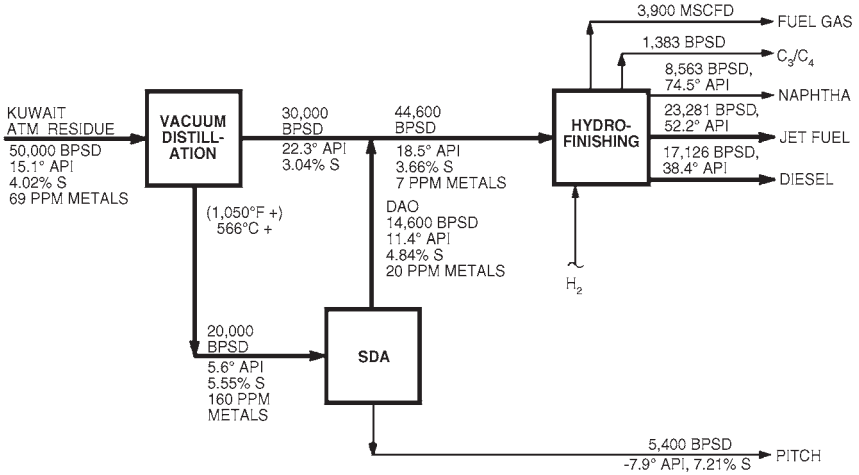 3,900 MSCFD
FUEL GAS
1,383 BPSD
C3/C4
8,563 BPSD,
74.5° API
NAPHTHA
23,281 BPSD,
52.2° API
JET FUEL
17,126 BPSD,
38.4° API
DIESEL
HYDRO-
FINISHING
H2
KUWAIT
ATM RESIDUE
50,000 BPSD
15.1° API
4.02% S
69 PPM METALS
VACUUM
DISTILL-
ATION
30,000
BPSD
22.3° API
3.04% S
44,600
BPSD
18.5° API
3.66% S
7 PPM METALS
(1,050°F +)
566°C +
DAO
14,600 BPSD
11.4° API
4.84% S
20 PPM METALS
20,000
BPSD
5.6° API
5.55% S
160 PPM
METALS
SDA
5,400 BPSD
-7.9° API, 7.21% S
PITCH